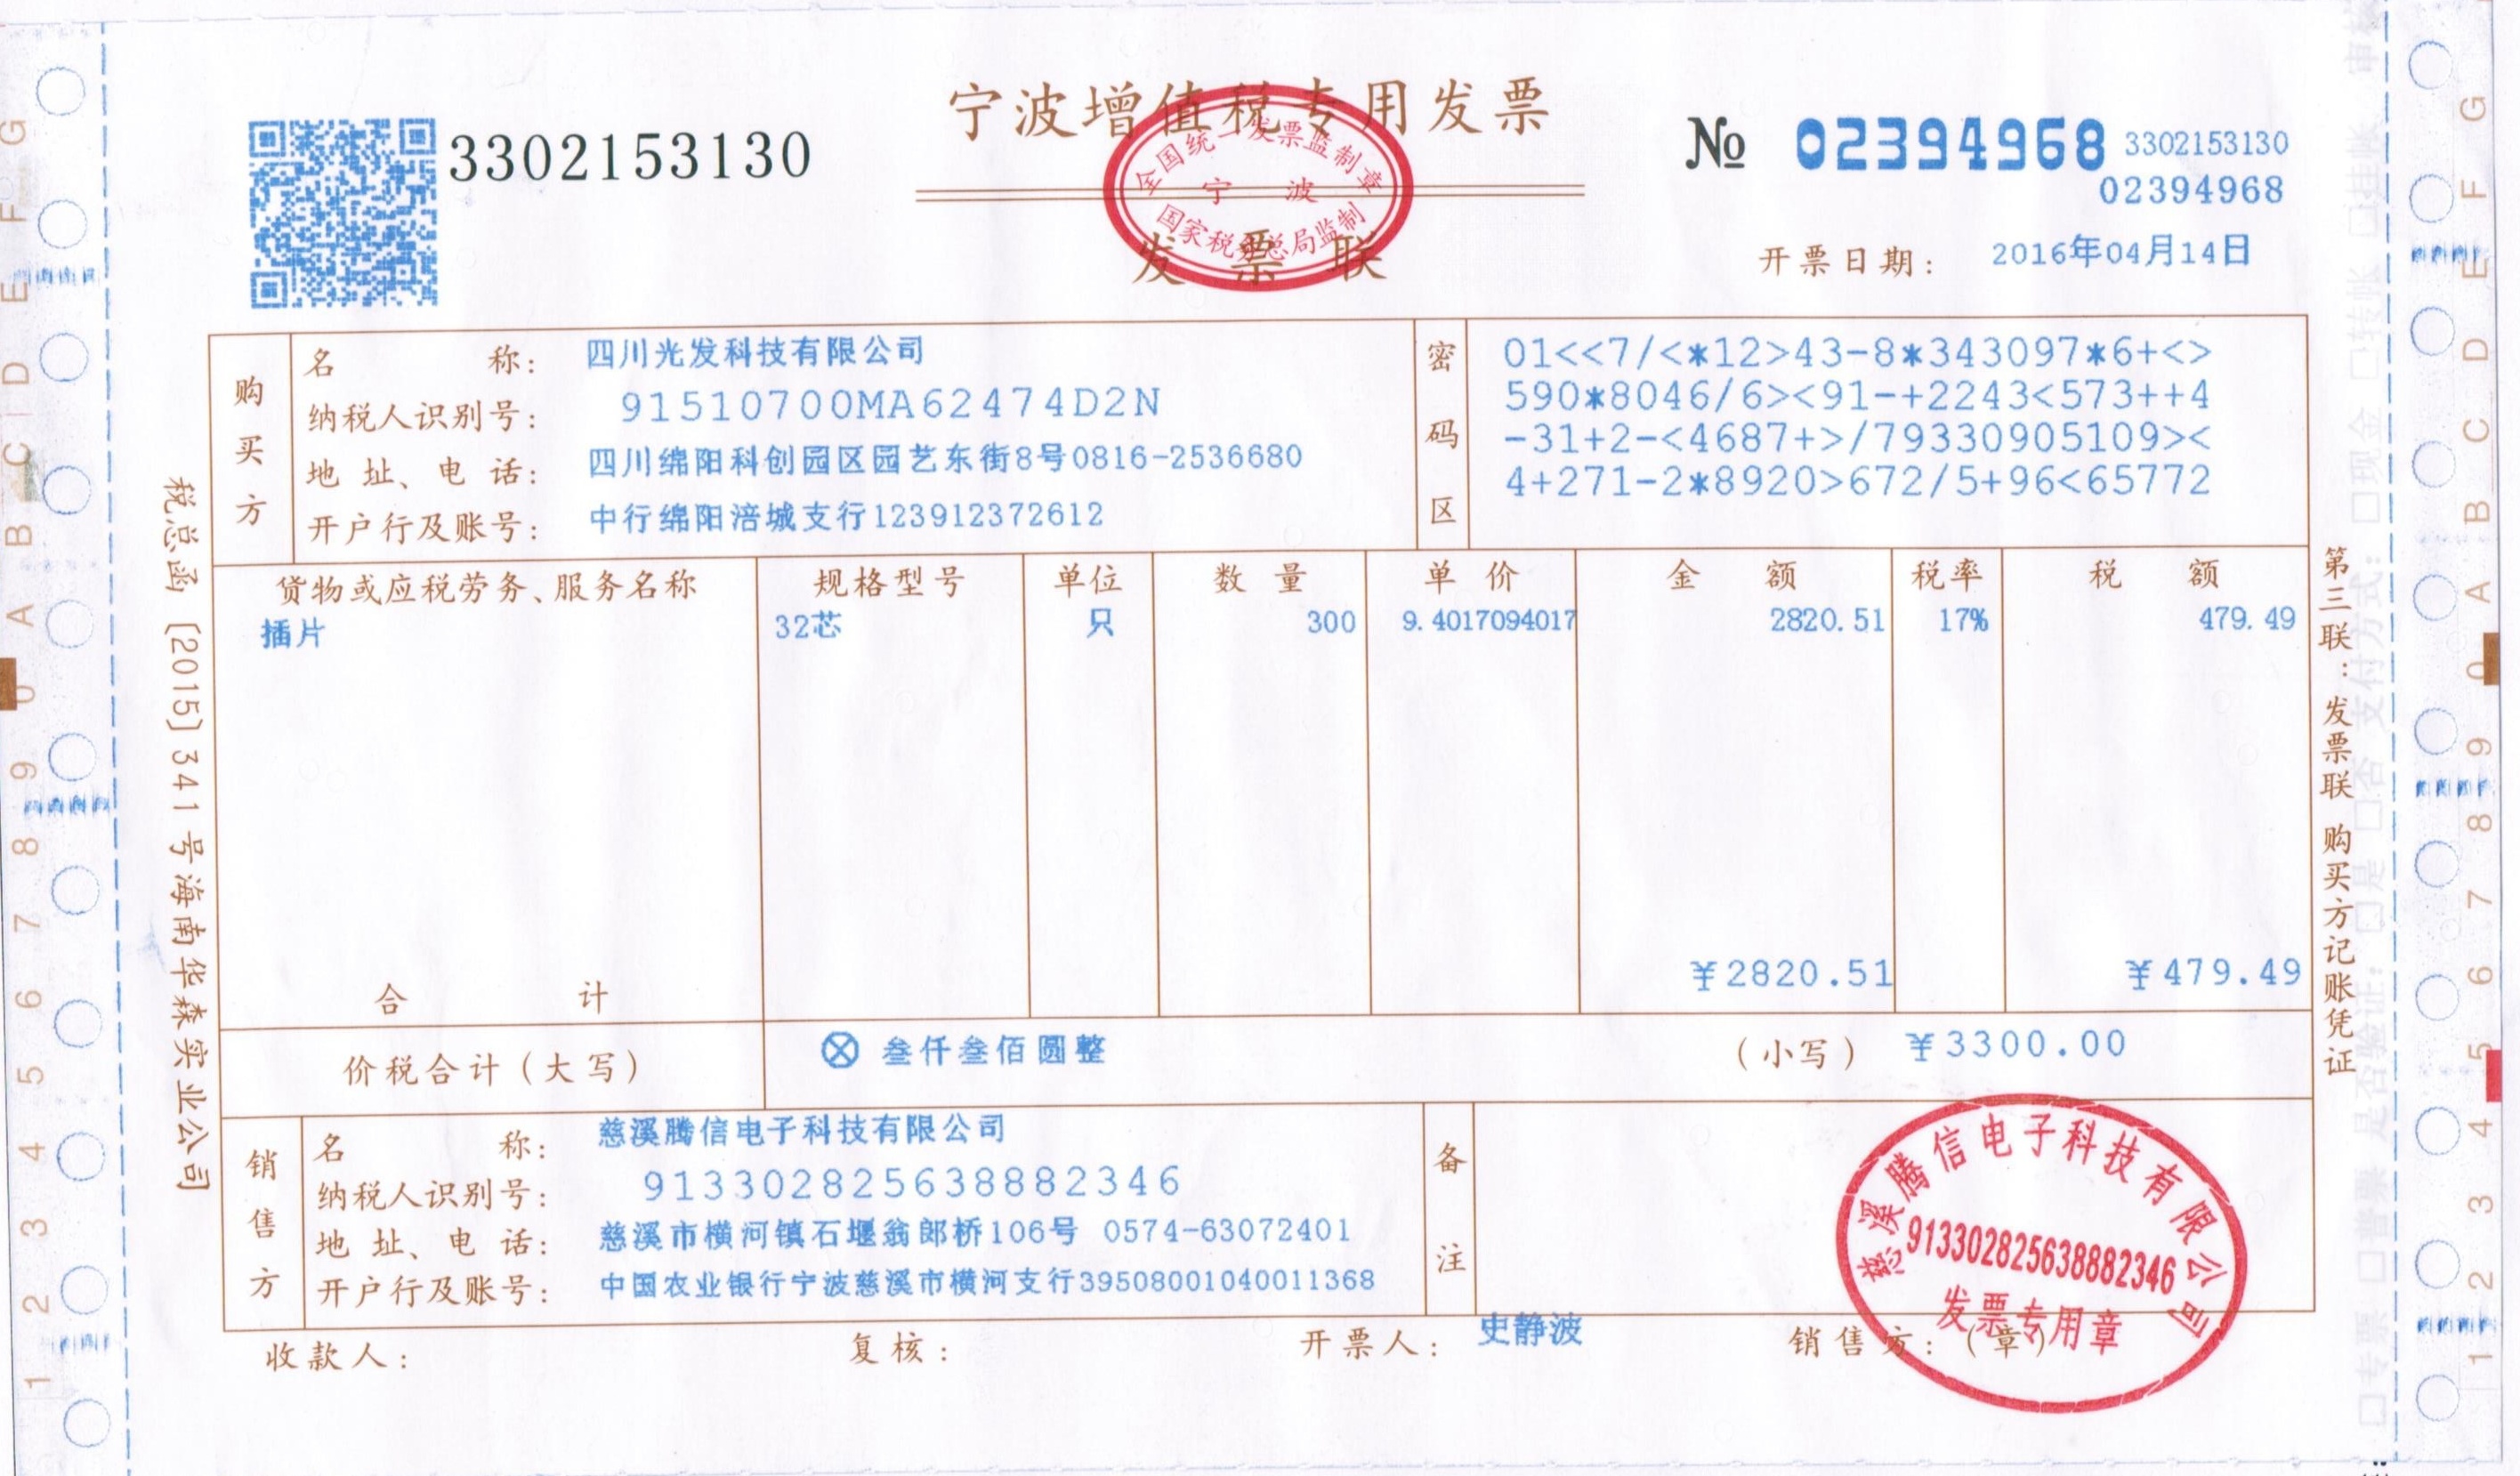 宁波增值税专用发票
3302153130
№ 02394968
3302153130
02394968
全国统一发票监制章
宁 波
国家税务总局监制
发票联
开票日期: 2016年04月14日
购买方
名 称: 四川光发科技有限公司
纳税人识别号: 91510700MA62474D2N
地 址、电 话: 四川绵阳科创园区园艺东街8号0816-2536680
开户行及账号: 中行绵阳涪城支行123912372612
密码区
01<<7/<*12>43-8*343097*6+<>
590*8046/6><91-+2243<573++4
-31+2-<4687+>/79330905109><
4+271-2*8920>672/5+96<65772
货物或应税劳务、服务名称 规格型号 单位 数 量 单 价 金 额 税率 税 额
插片 32芯 只 300 9.4017094017 2820.51 17% 479.49
合 计 ¥2820.51 ¥479.49
价税合计(大写) ⊗ 叁仟叁佰圆整 (小写) ¥3300.00
销售方
名 称: 慈溪腾信电子科技有限公司
纳税人识别号: 913302825638882346
地 址、电 话: 慈溪市横河镇石堰翁郎桥106号 0574-63072401
开户行及账号: 中国农业银行宁波慈溪市横河支行39508001040011368
备注
收款人: 复核: 开票人: 史静波 销售方:(章)
慈溪腾信电子科技有限公司
913302825638882346
发票专用章
税总函〔2015〕341号海南华森实业公司
第三联:发票联 购买方记账凭证